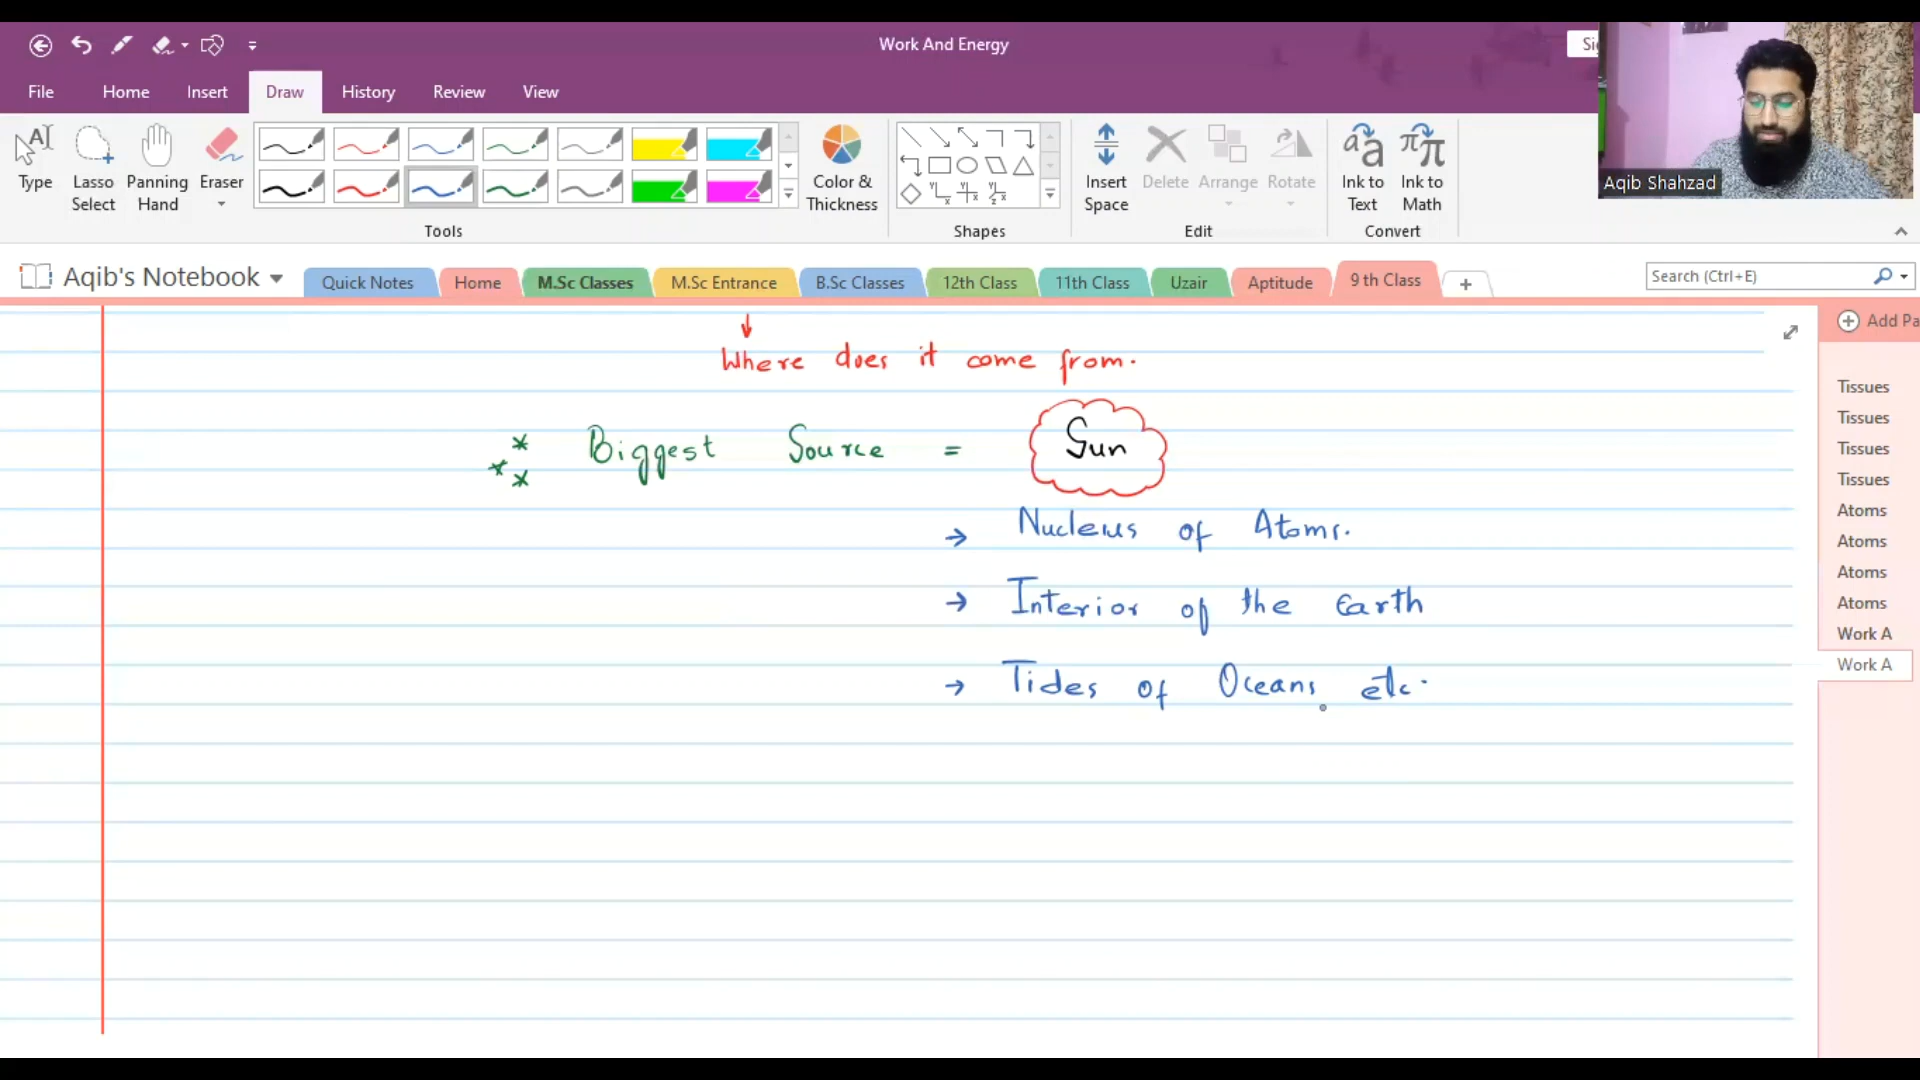 Work And Energy
File Home Insert Draw History Review View
Type
Lasso Select
Panning Hand
Eraser
Tools
Color & Thickness
Shapes
Insert Space
Delete
Arrange
Rotate
Edit
Ink to Text
Ink to Math
Convert
Aqib Shahzad
Aqib's Notebook
Quick Notes Home M.Sc Classes M.Sc Entrance B.Sc Classes 12th Class 11th Class Uzair Aptitude 9 th Class
Search (Ctrl+E)
Where does it come from.
Biggest Source = Sun
→ Nucleus of Atoms.
→ Interior of the Earth
→ Tides of Oceans etc.
Add Pa
Tissues
Tissues
Tissues
Tissues
Atoms
Atoms
Atoms
Atoms
Work A
Work A